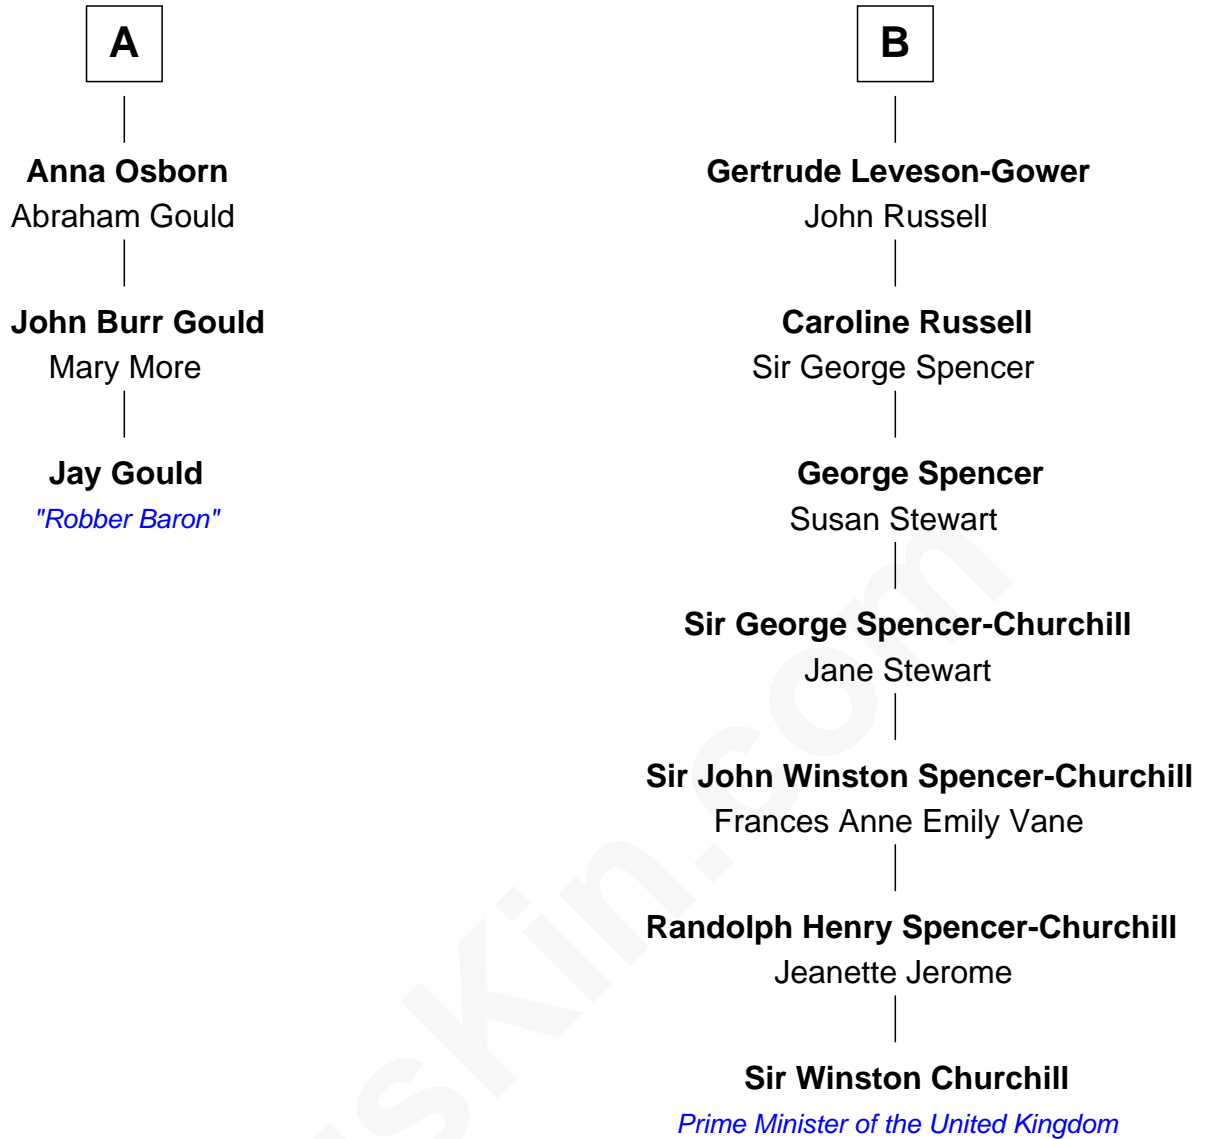 A
Anna Osborn
Abraham Gould
John Burr Gould
Mary More
Jay Gould
"Robber Baron"
B
Gertrude Leveson-Gower
John Russell
Caroline Russell
Sir George Spencer
George Spencer
Susan Stewart
Sir George Spencer-Churchill
Jane Stewart
Sir John Winston Spencer-Churchill
Frances Anne Emily Vane
Randolph Henry Spencer-Churchill
Jeanette Jerome
Sir Winston Churchill
Prime Minister of the United Kingdom
sKin.com